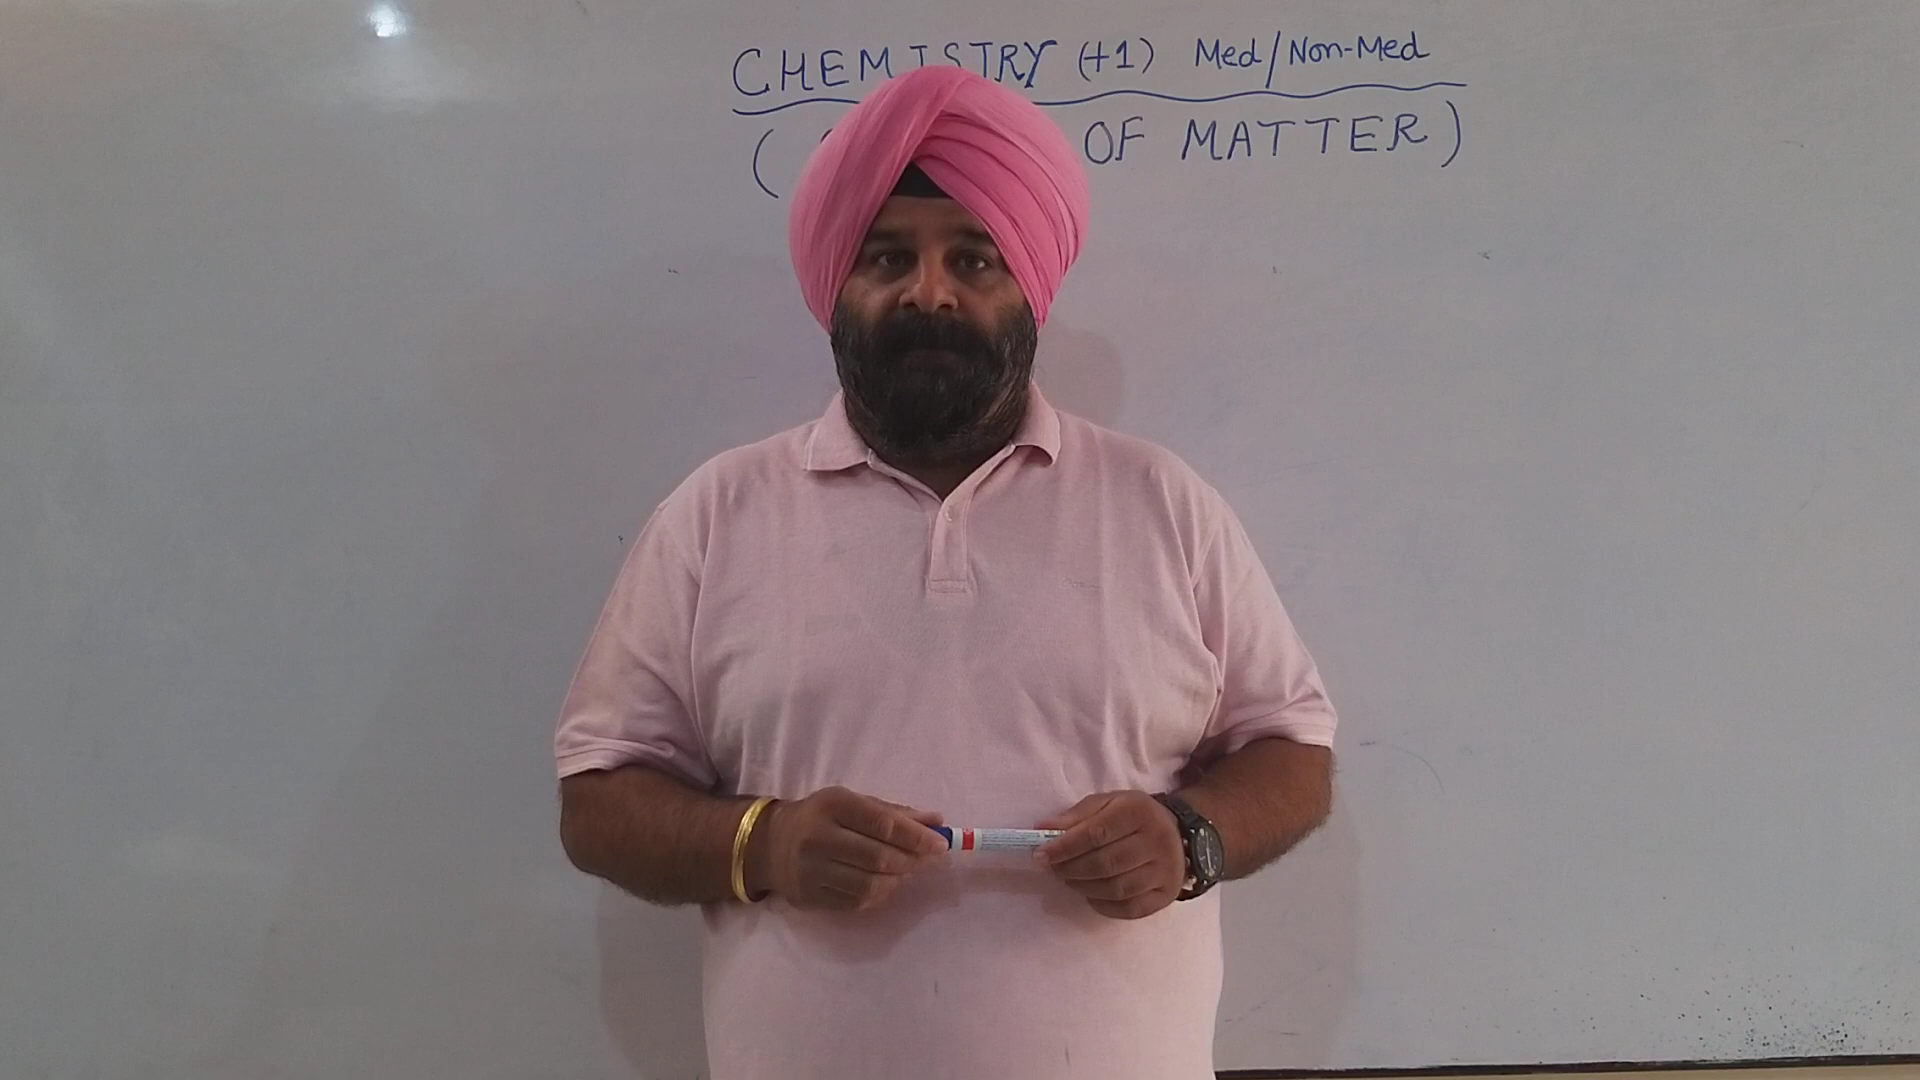 CHEMISTRY (+1) Med/Non-Med
( OF MATTER )